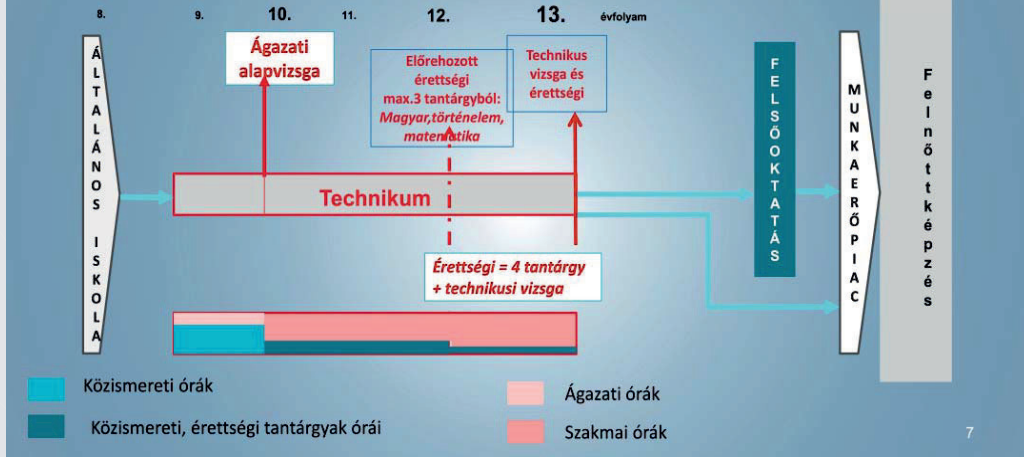 8.
9.
10.
11.
12.
13.
évfolyam
ÁLTALÁNOS ISKOLA
Ágazati
alapvizsga
Előrehozott
érettségi
max.3 tantárgyból:
Magyar,történelem,
matematika
Technikus
vizsga és
érettségi
Technikum
Érettségi = 4 tantárgy
+ technikusi vizsga
FELSŐOKTATÁS
MUNKAERŐPIAC
Felnőttképzés
Közismereti órák
Ágazati órák
Közismereti, érettségi tantárgyak órái
Szakmai órák
7